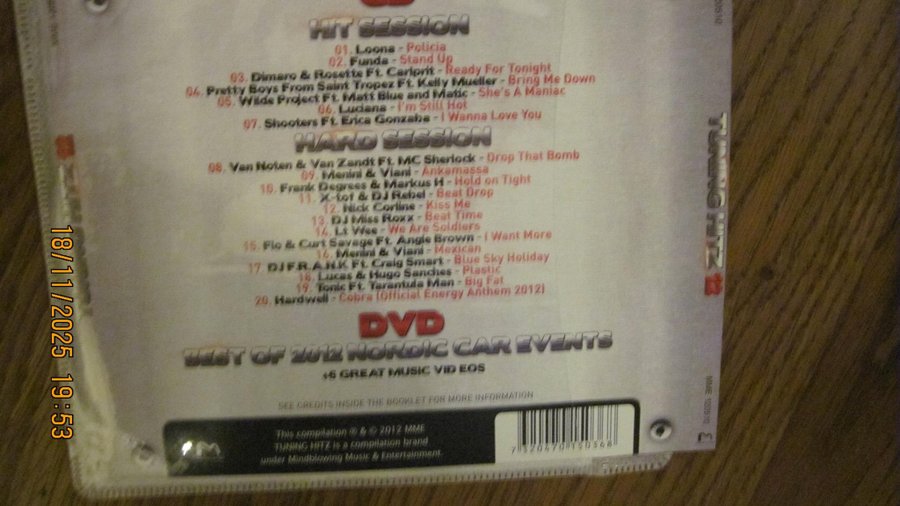 CD
HIT SESSION
01. Loona - Policia
02. Funda - Stand Up
03. Dimaro & Rosette Ft. Carlprit - Ready For Tonight
04. Pretty Boys From Saint Tropez Ft. Kelly Mueller - Bring Me Down
05. Wilde Project Ft. Matt Blue and Matic - She's A Maniac
06. Luciana - I'm Still Hot
07. Shooters Ft. Erica Gonzaba - I Wanna Love You
HARD SESSION
08. Van Noten & Van Zandt Ft. MC Sherlock - Drop That Bomb
09. Menini & Viani - Ankamassa
10. Frank Degrees & Markus H - Hold on Tight
11. X-tof & DJ Rebel - Beat Drop
12. Nick Corline - Kiss Me
13. DJ Miss Roxx - Beat Time
14. Lt Wee - We Are Soldiers
15. Flo & Curt Savage Ft. Angie Brown - I Want More
16. Menini & Viani - Mexican
17. DJ F.R.A.N.K Ft. Craig Smart - Blue Sky Holiday
18. Lucas & Hugo Sanches - Plastic
19. Tonic Ft. Tarantula Man - Big Fat
20. Hardwell - Cobra (Official Energy Anthem 2012)
DVD
BEST OF 2012 NORDIC CAR EVENTS
+6 GREAT MUSIC VIDEOS
SEE CREDITS INSIDE THE BOOKLET FOR MORE INFORMATION
This compilation ℗ & © 2012 MME
TUNING HITZ is a compilation brand
under Mindblowing Music & Entertainment.
TUNING HITZ
18/11/2025 19:53